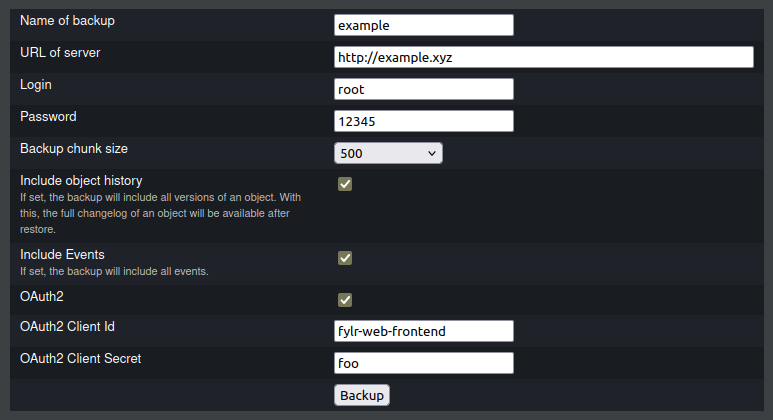 Name of backup example
URL of server http://example.xyz
Login root
Password 12345
Backup chunk size 500
Include object history
If set, the backup will include all versions of an object. With
this, the full changelog of an object will be available after
restore.
Include Events
If set, the backup will include all events.
OAuth2
OAuth2 Client Id fylr-web-frontend
OAuth2 Client Secret foo
Backup